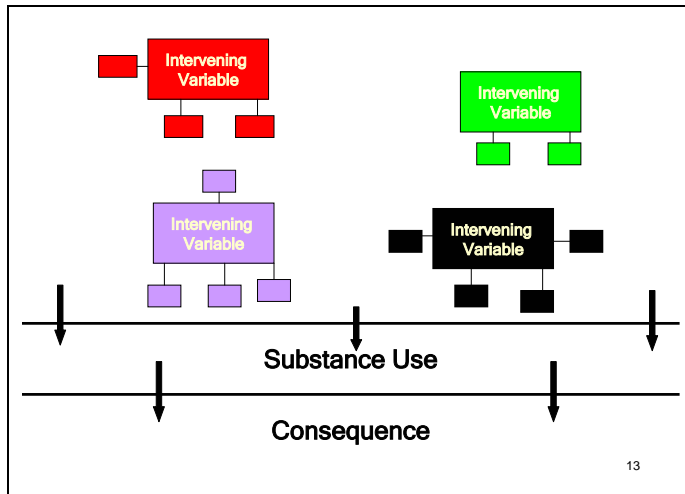 Intervening
Variable
Intervening
Variable
Intervening
Variable
Intervening
Variable
Substance Use
Consequence
13